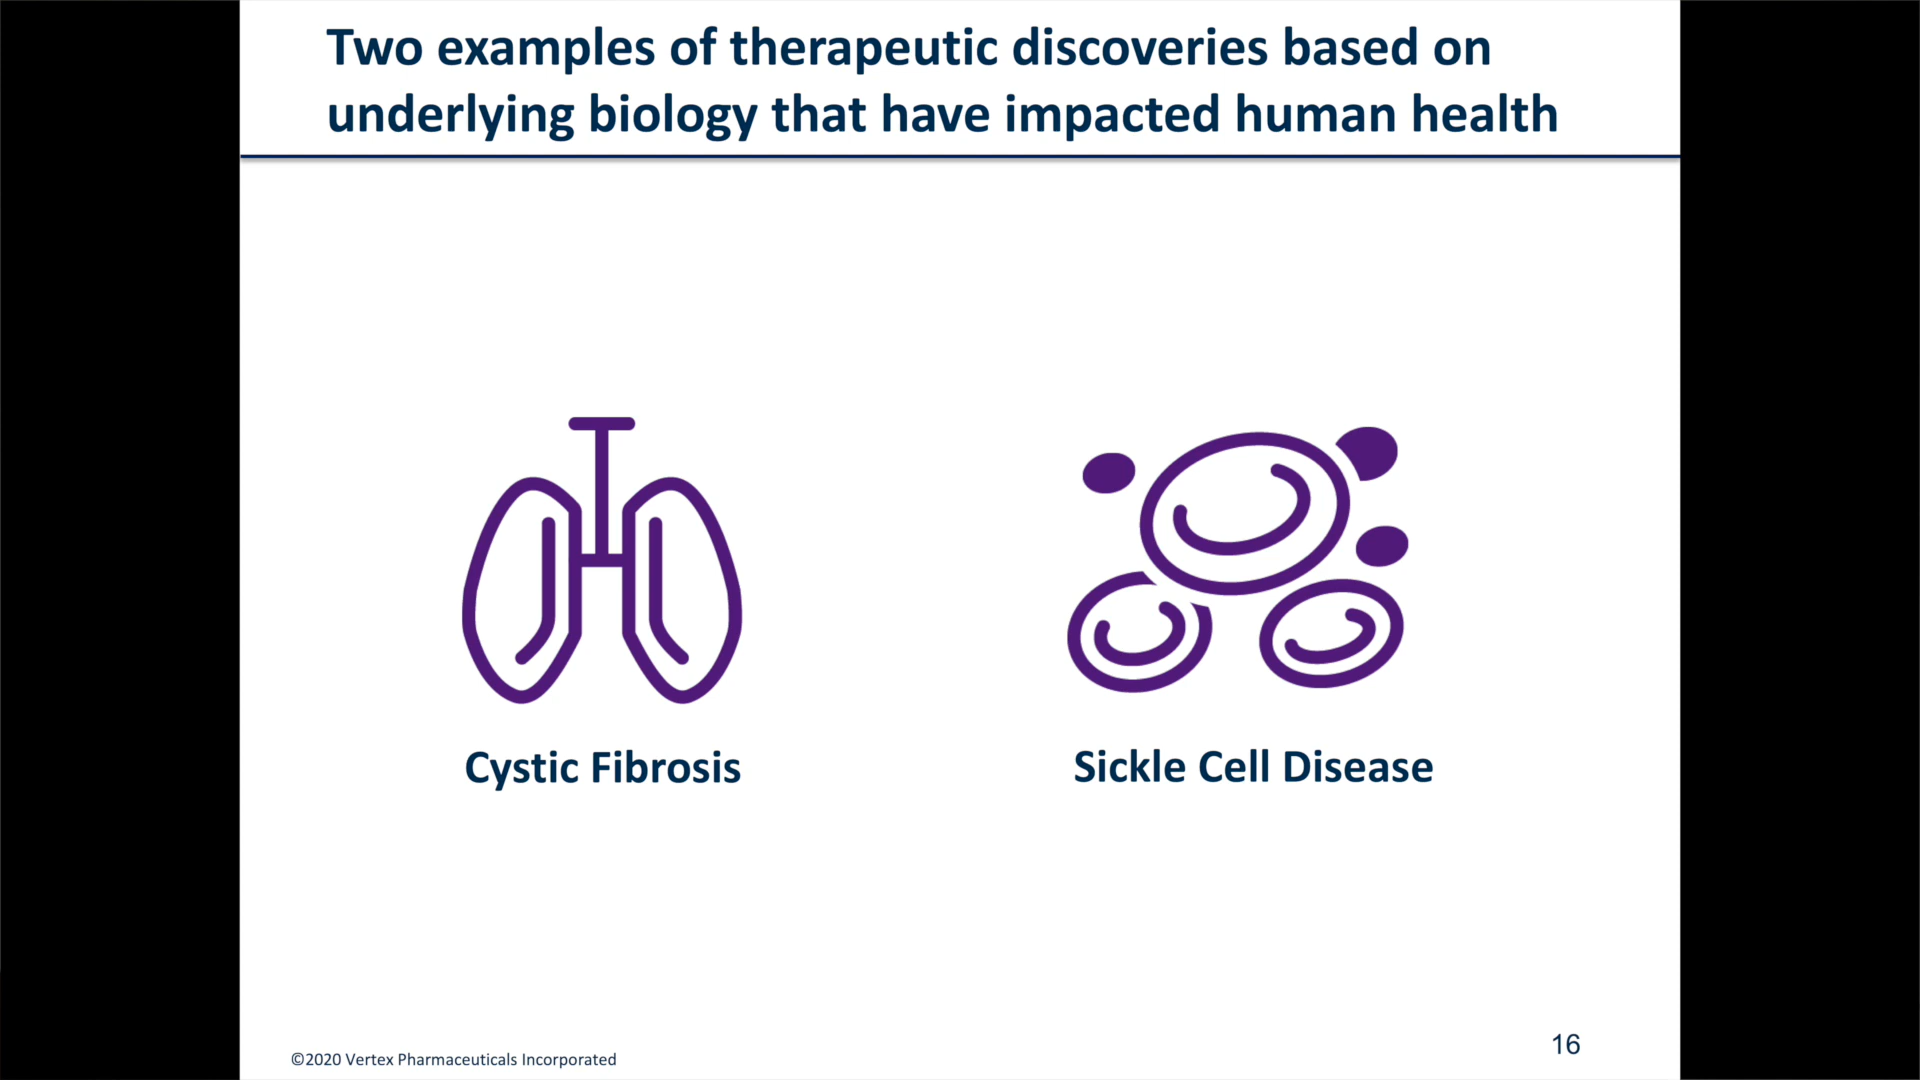 Two examples of therapeutic discoveries based on
underlying biology that have impacted human health
Cystic Fibrosis
Sickle Cell Disease
©2020 Vertex Pharmaceuticals Incorporated
16